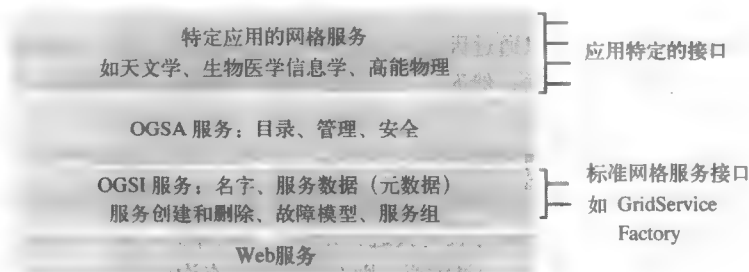 特定应用的网格服务
如天文学、生物医学信息学、高能物理
应用特定的接口
OGSA 服务：目录、管理、安全
OGSI 服务：名字、服务数据（元数据）
服务创建和删除、故障模型、服务组
标准网格服务接口
如 GridService
Factory
Web服务